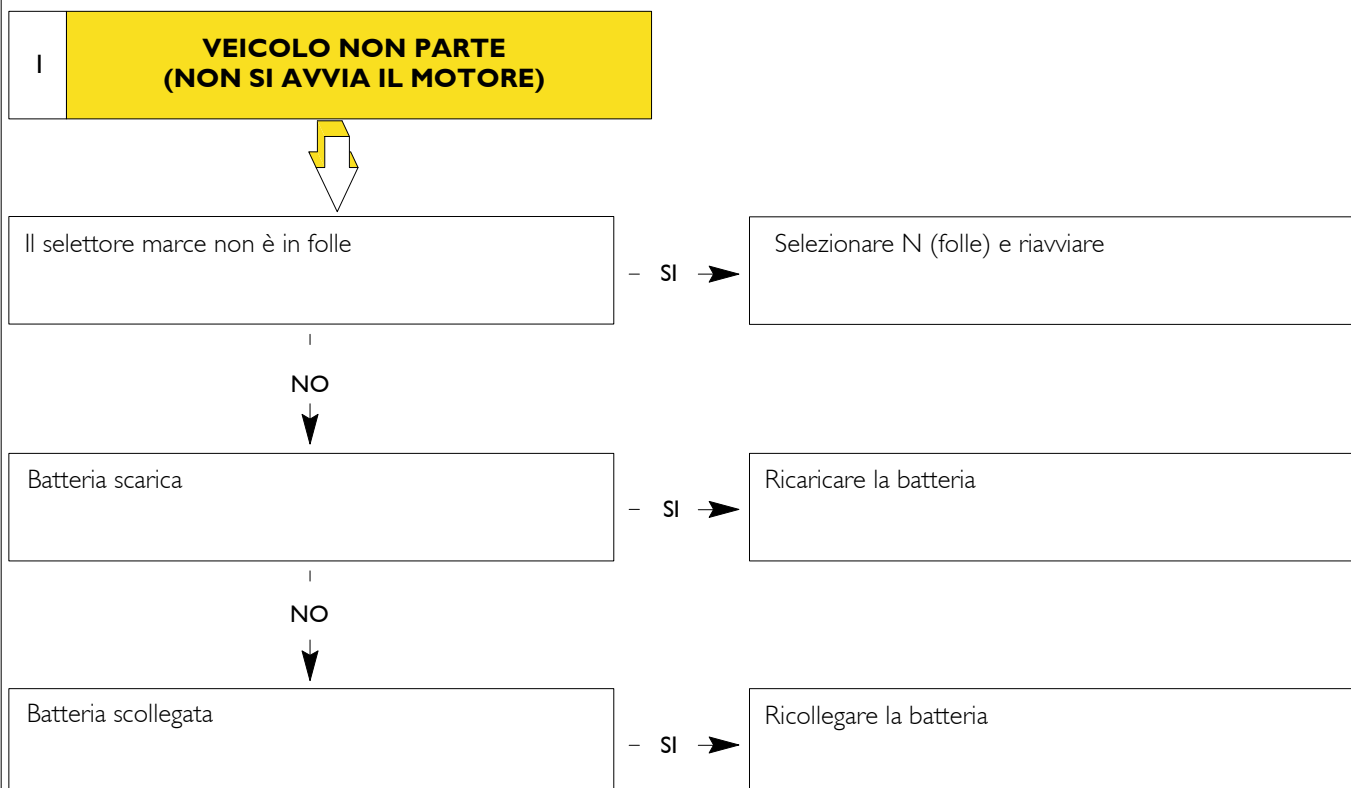 I
VEICOLO NON PARTE
(NON SI AVVIA IL MOTORE)
Il selettore marce non è in folle
SI
Selezionare N (folle) e riavviare
NO
Batteria scarica
SI
Ricaricare la batteria
NO
Batteria scollegata
SI
Ricollegare la batteria